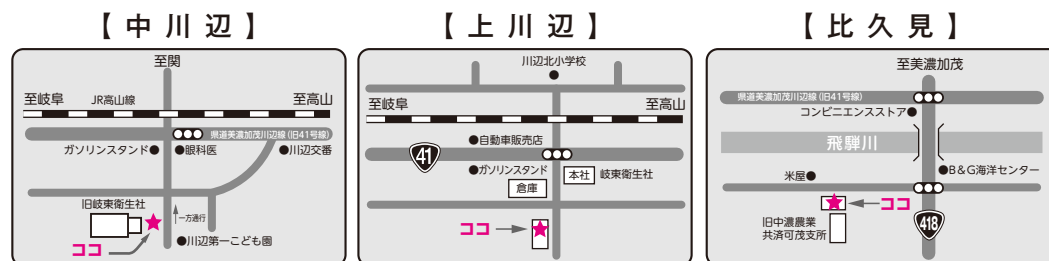 【中川辺】
至関
至岐阜
JR高山線
至高山
県道美濃加茂川辺線(旧41号線)
ガソリンスタンド
眼科医
川辺交番
旧岐東衛生社
一方通行
ココ
川辺第一こども園
【上川辺】
川辺北小学校
至岐阜
至高山
自動車販売店
41
ガソリンスタンド
倉庫
本社
岐東衛生社
ココ
【比久見】
至美濃加茂
県道美濃加茂川辺線(旧41号線)
コンビニエンスストア
飛騨川
米屋
B&G海洋センター
ココ
旧中濃農業
共済可茂支所
418